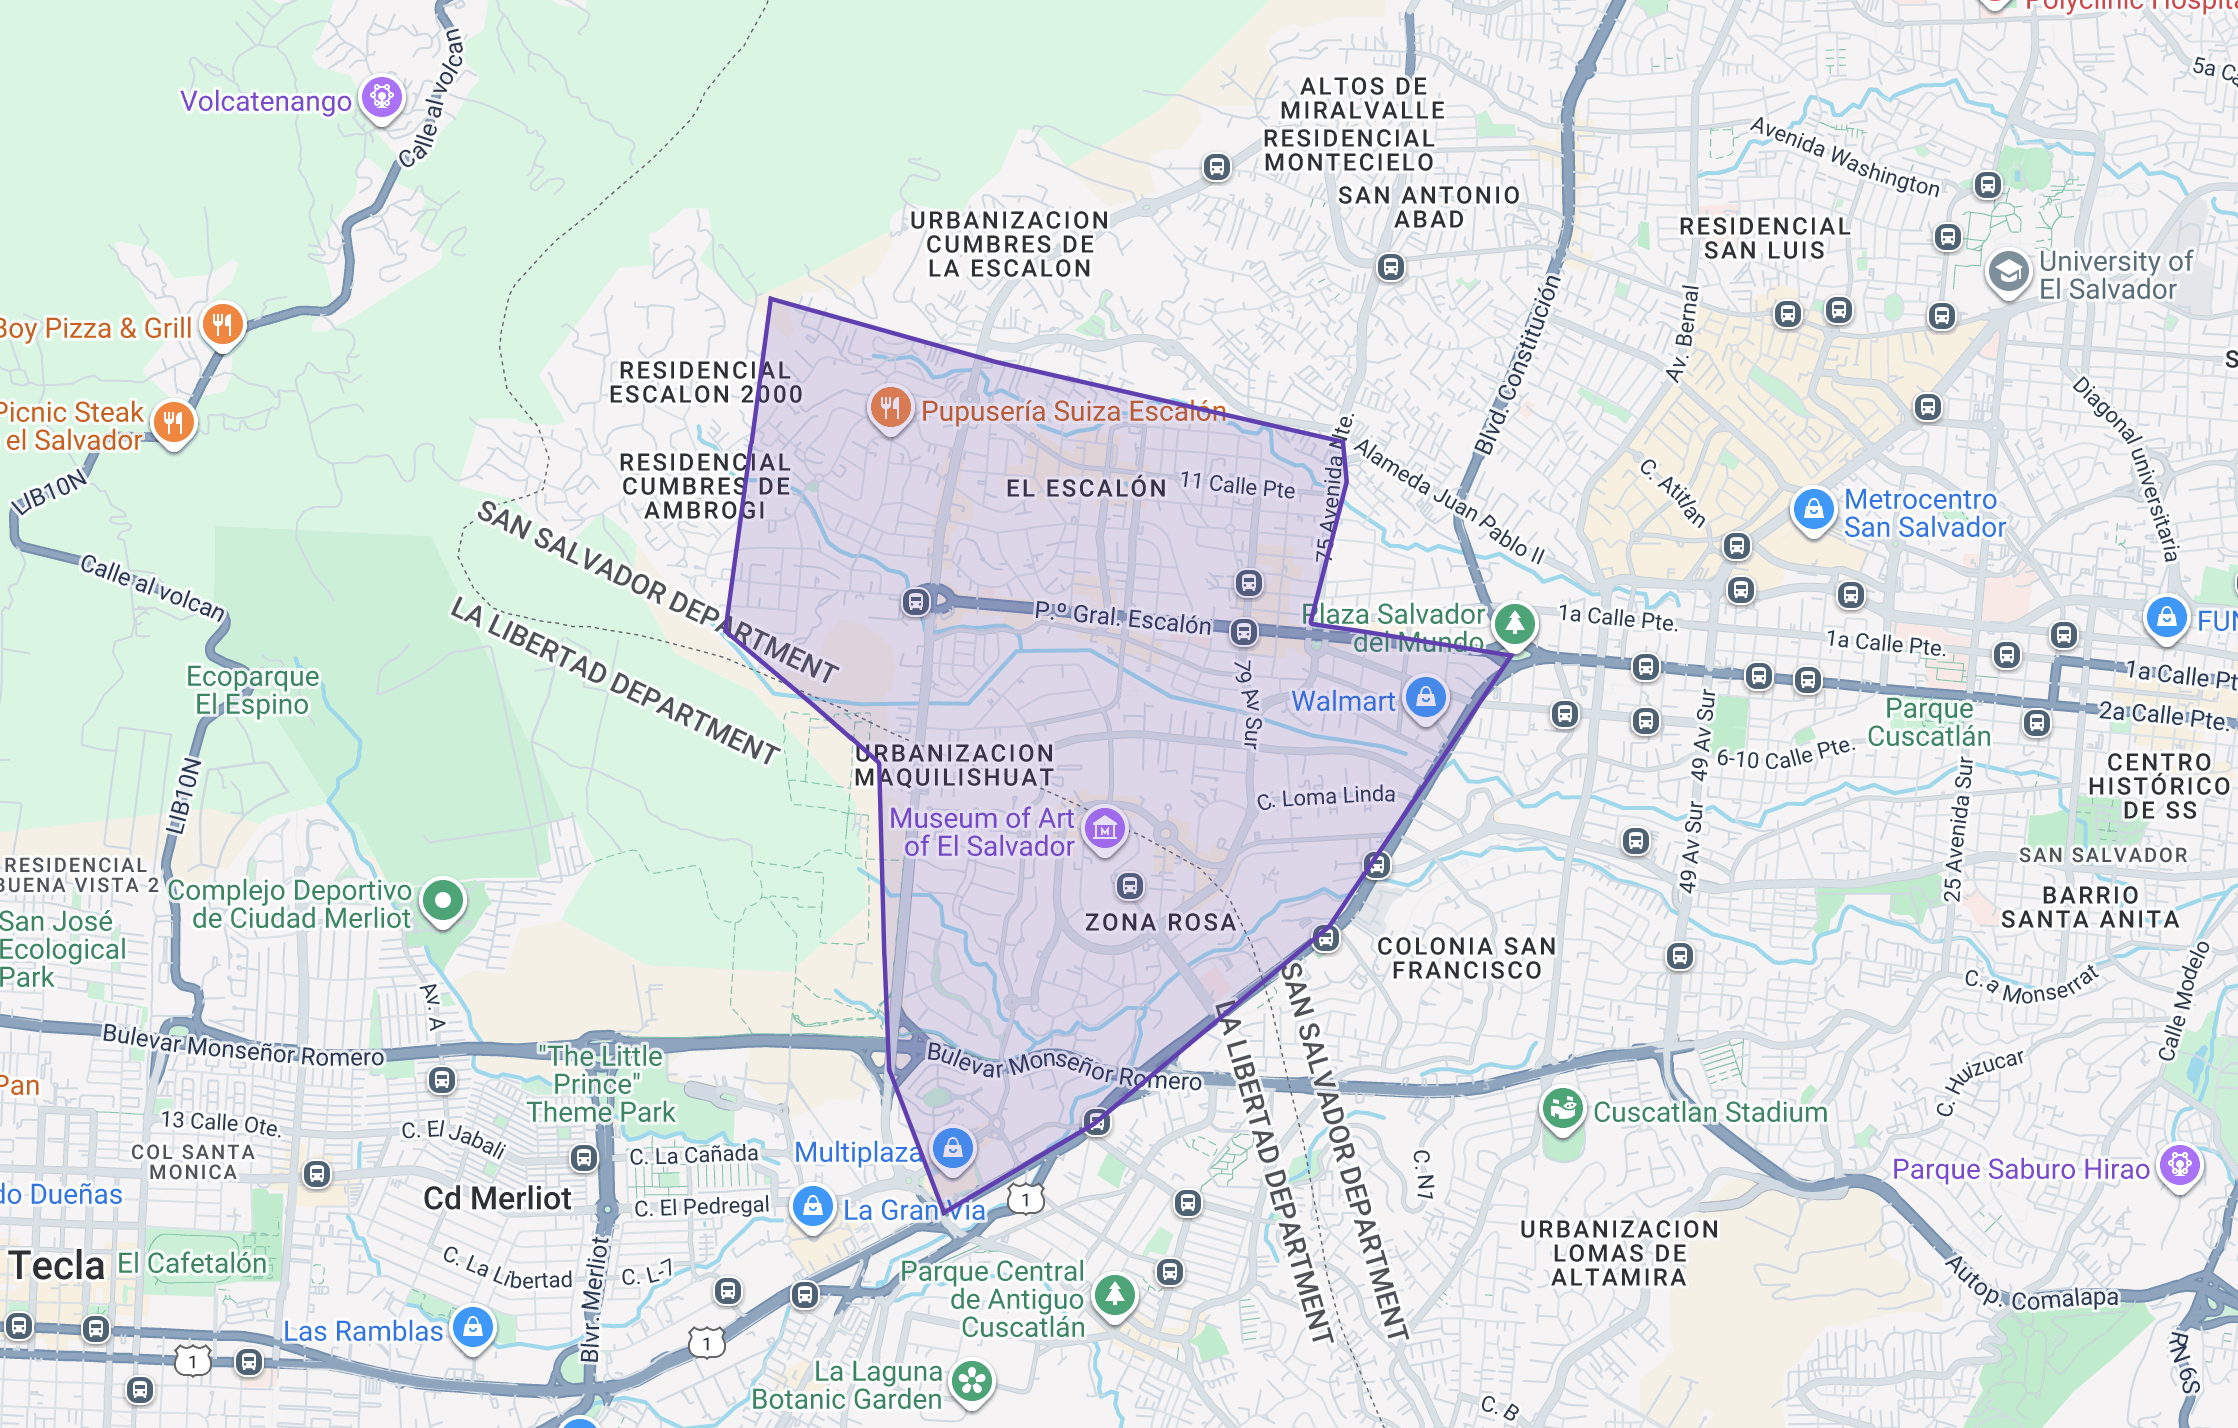 Polyclinic Hospita
5a Ca
Volcatenango
Calle al volcan
ALTOS DE
MIRALVALLE
RESIDENCIAL
MONTECIELO
SAN ANTONIO
ABAD
Avenida Washington
URBANIZACION
CUMBRES DE
LA ESCALON
RESIDENCIAL
SAN LUIS
University of
El Salvador
Boy Pizza & Grill
Blvd. Constitución
Av. Bernal
RESIDENCIAL
ESCALON 2000
Picnic Steak
el Salvador
Pupusería Suiza Escalón
Diagonal universitaria
RESIDENCIAL
CUMBRES DE
AMBROGI
EL ESCALÓN
11 Calle Pte
75 Avenida Nte.
Alameda Juan Pablo II
C. Atitlan
Metrocentro
San Salvador
LIB10N
Calle al volcan
SAN SALVADOR DEPARTMENT
LA LIBERTAD DEPARTMENT
P.º Gral. Escalón
Plaza Salvador
del Mundo
1a Calle Pte.
1a Calle Pte.
FUN
1a Calle Pt
2a Calle Pte.
Ecoparque
El Espino
Walmart
79 Av Sur
49 Av Sur
Parque
Cuscatlán
6-10 Calle Pte.
URBANIZACION
MAQUILISHUAT
CENTRO
HISTÓRICO
DE SS
LIB10N
C. Loma Linda
Museum of Art
of El Salvador
49 Av Sur
25 Avenida Sur
SAN SALVADOR
RESIDENCIAL
BUENA VISTA 2
Complejo Deportivo
de Ciudad Merliot
BARRIO
SANTA ANITA
San José
Ecological
Park
ZONA ROSA
COLONIA SAN
FRANCISCO
C. a Monserrat
Calle Modelo
Av. A
Bulevar Monseñor Romero
"The Little
Prince"
Theme Park
Bulevar Monseñor Romero
LA LIBERTAD DEPARTMENT
SAN SALVADOR DEPARTMENT
C. Huizucar
Pan
13 Calle Ote.
C. El Jabali
Cuscatlan Stadium
COL SANTA
MONICA
C. La Cañada
Multiplaza
C. N1
Parque Saburo Hirao
do Dueñas
Cd Merliot
C. El Pedregal
La Gran Vía
1
URBANIZACION
LOMAS DE
ALTAMIRA
Tecla
El Cafetalón
C. La Libertad
C. L-7
Blvr. Merliot
Parque Central
de Antiguo
Cuscatlán
Autop. Comalapa
Las Ramblas
1
1
RN 6S
La Laguna
Botanic Garden
C. B